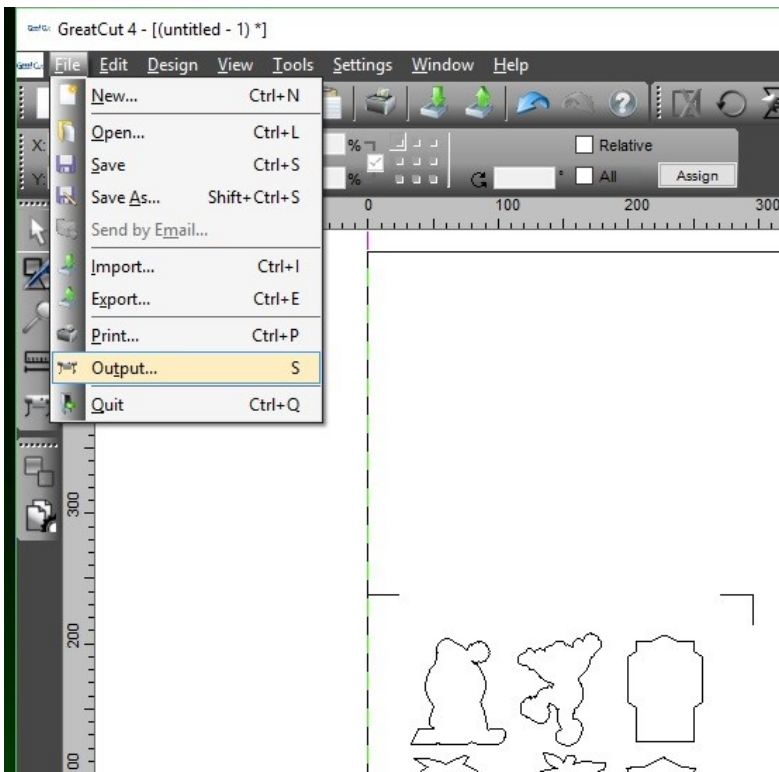 GreatCut 4 - [(untitled - 1) *]
File Edit Design View Tools Settings Window Help
New... Ctrl+N
Open... Ctrl+L
Save Ctrl+S
Save As... Shift+Ctrl+S
Send by Email...
Import... Ctrl+I
Export... Ctrl+E
Print... Ctrl+P
Output... S
Quit Ctrl+Q
X: % Relative
Y: % ° All Assign
0 100 200 300
300
200
00